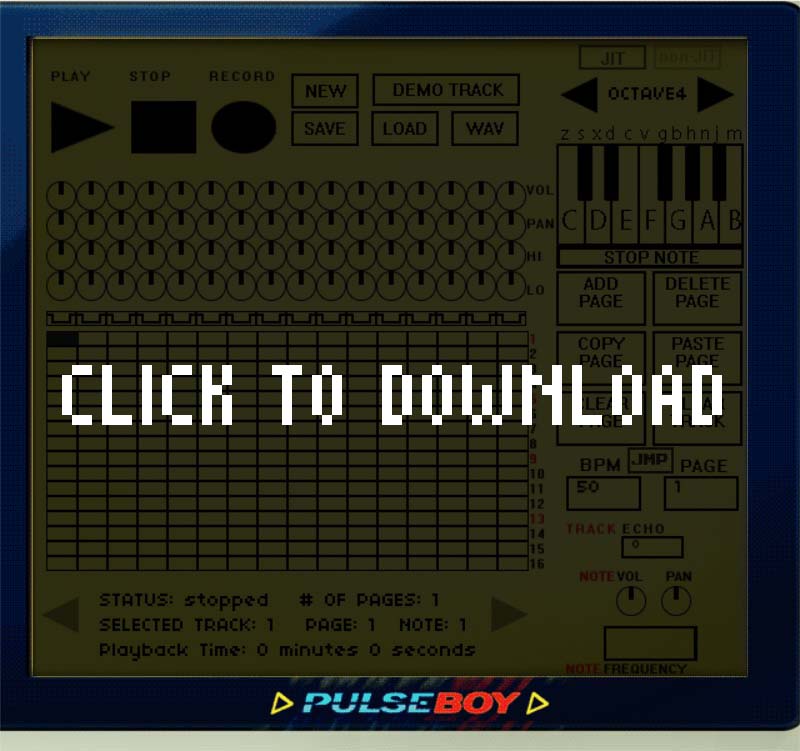 PLAY STOP RECORD
NEW DEMO TRACK
SAVE LOAD WAV
JIT non-JIT
OCTAVE4
z s x d c v g b h n j m
C D E F G A B
STOP NOTE
VOL
PAN
HI
LO
ADD PAGE
DELETE PAGE
COPY PAGE
PASTE PAGE
1
2
CLICK TO DOWNLOAD
7
8
9
10
11
12
13
14
15
16
BPM JMP PAGE
50 1
TRACK ECHO
0
NOTE VOL PAN
NOTE FREQUENCY
STATUS: stopped # OF PAGES: 1
SELECTED TRACK: 1 PAGE: 1 NOTE: 1
Playback Time: 0 minutes 0 seconds
PULSEBOY